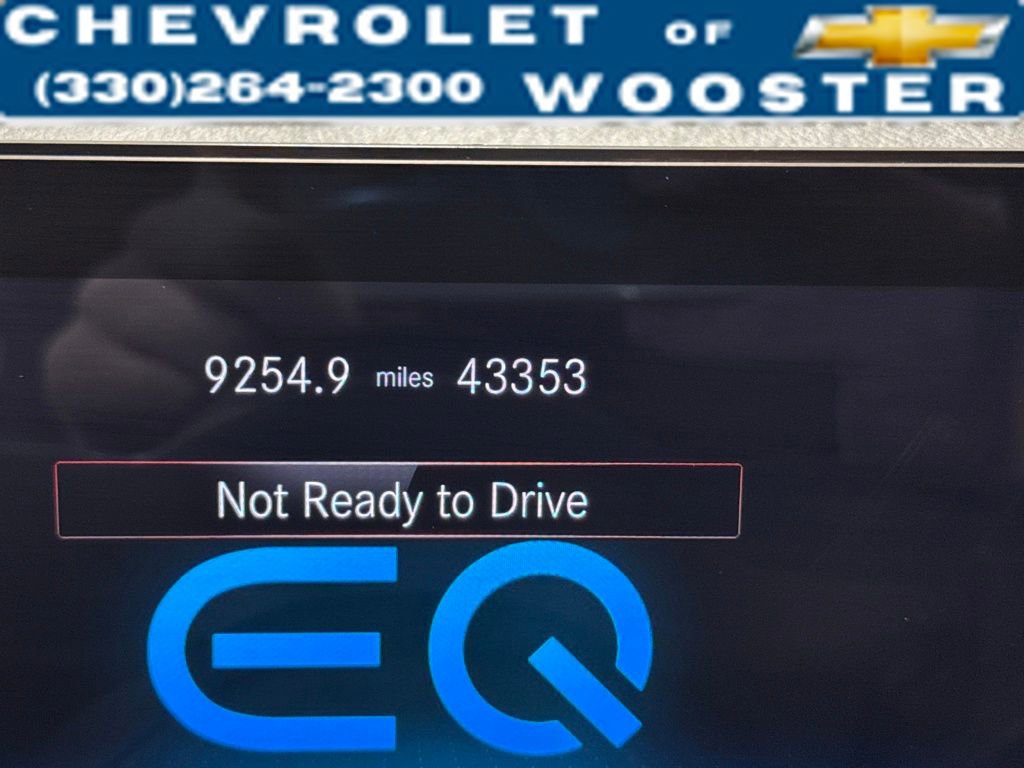 CHEVROLET OF
(330)264-2300 WOOSTER
9254.9 miles 43353
Not Ready to Drive
EQ